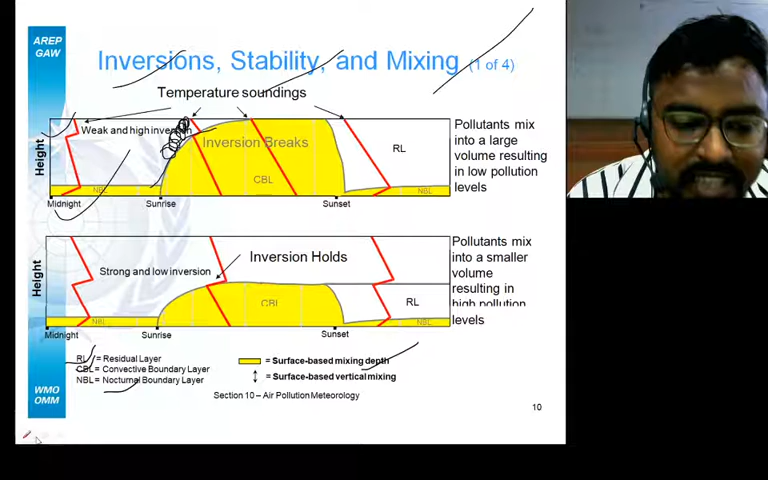 AREP
GAW
Inversions, Stability, and Mixing (1 of 4)
Temperature soundings
Height
Weak and high inversion
Inversion Breaks
CBL
RL
NBL
NBL
Midnight
Sunrise
Sunset
Pollutants mix
into a large
volume resulting
in low pollution
levels
Height
Strong and low inversion
Inversion Holds
CBL
RL
NBL
NBL
Midnight
Sunrise
Sunset
Pollutants mix
into a smaller
volume
resulting in
high pollution
levels
RL = Residual Layer
CBL = Convective Boundary Layer
NBL = Nocturnal Boundary Layer
= Surface-based mixing depth
= Surface-based vertical mixing
WMO
OMM
Section 10 – Air Pollution Meteorology
10